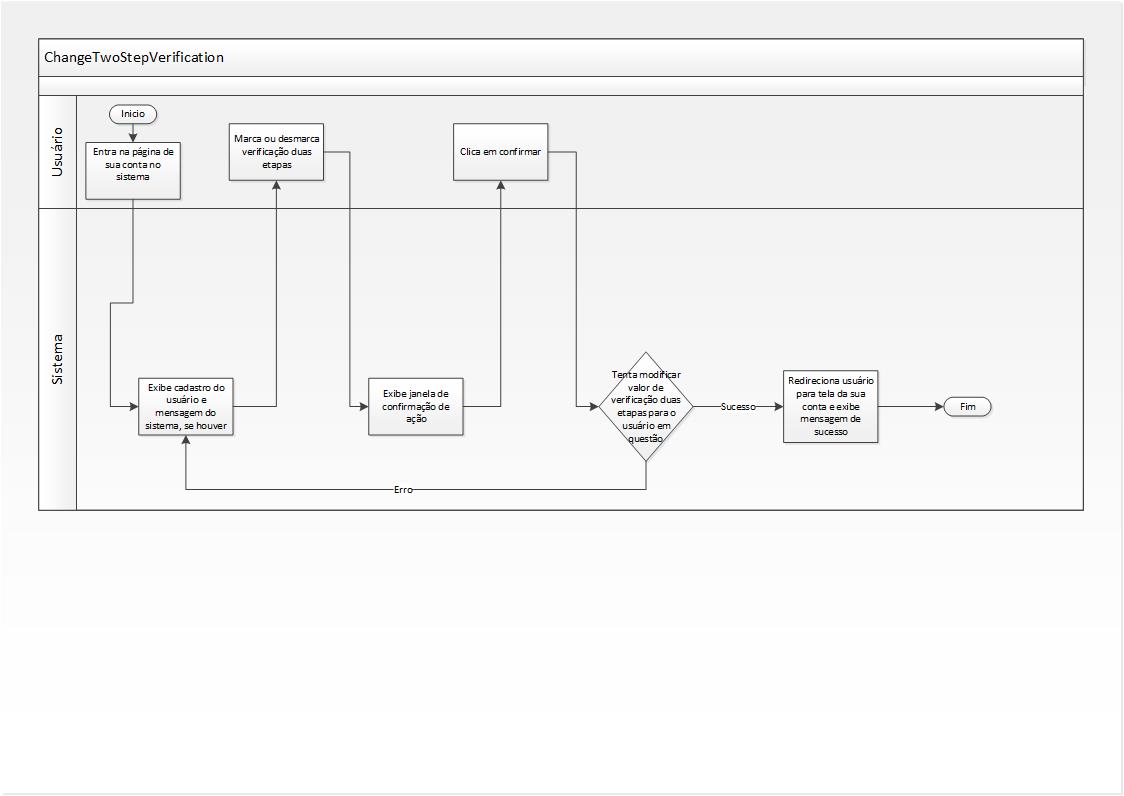 ChangeTwoStepVerification
Usuário
Inicio
Entra na página de
sua conta no
sistema
Marca ou desmarca
verificação duas
etapas
Clica em confirmar
Sistema
Exibe cadastro do
usuário e
mensagem do
sistema, se houver
Exibe janela de
confirmação de
ação
Tenta modificar
valor de
verificação duas
etapas para o
usuário em
questão
Sucesso
Redireciona usuário
para tela da sua
conta e exibe
mensagem de
sucesso
Fim
Erro